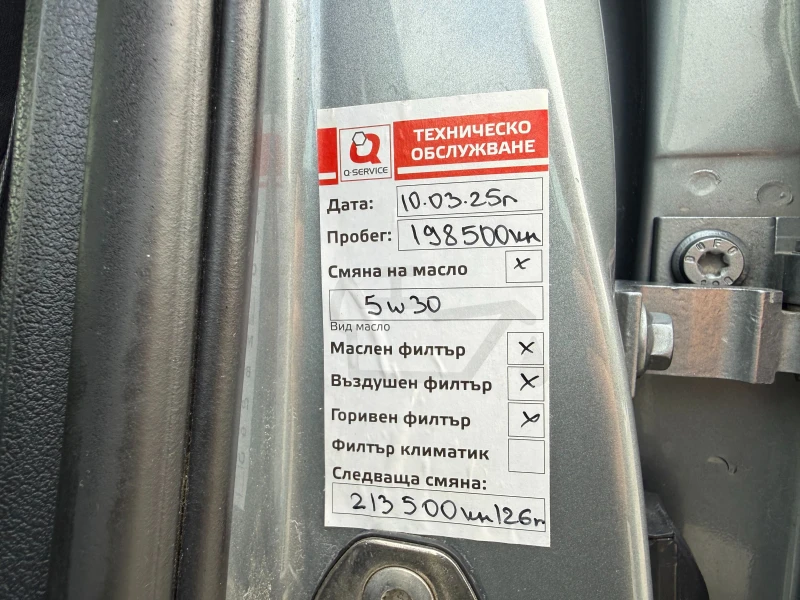 Q-SERVICE
ТЕХНИЧЕСКО
ОБСЛУЖВАНЕ
Дата: 10.03.25г
Пробег: 198500км
Смяна на масло x
5w30
Вид масло
Маслен филтър x
Въздушен филтър x
Горивен филтър x
Филтър климатик
Следваща смяна:
213500км/26г